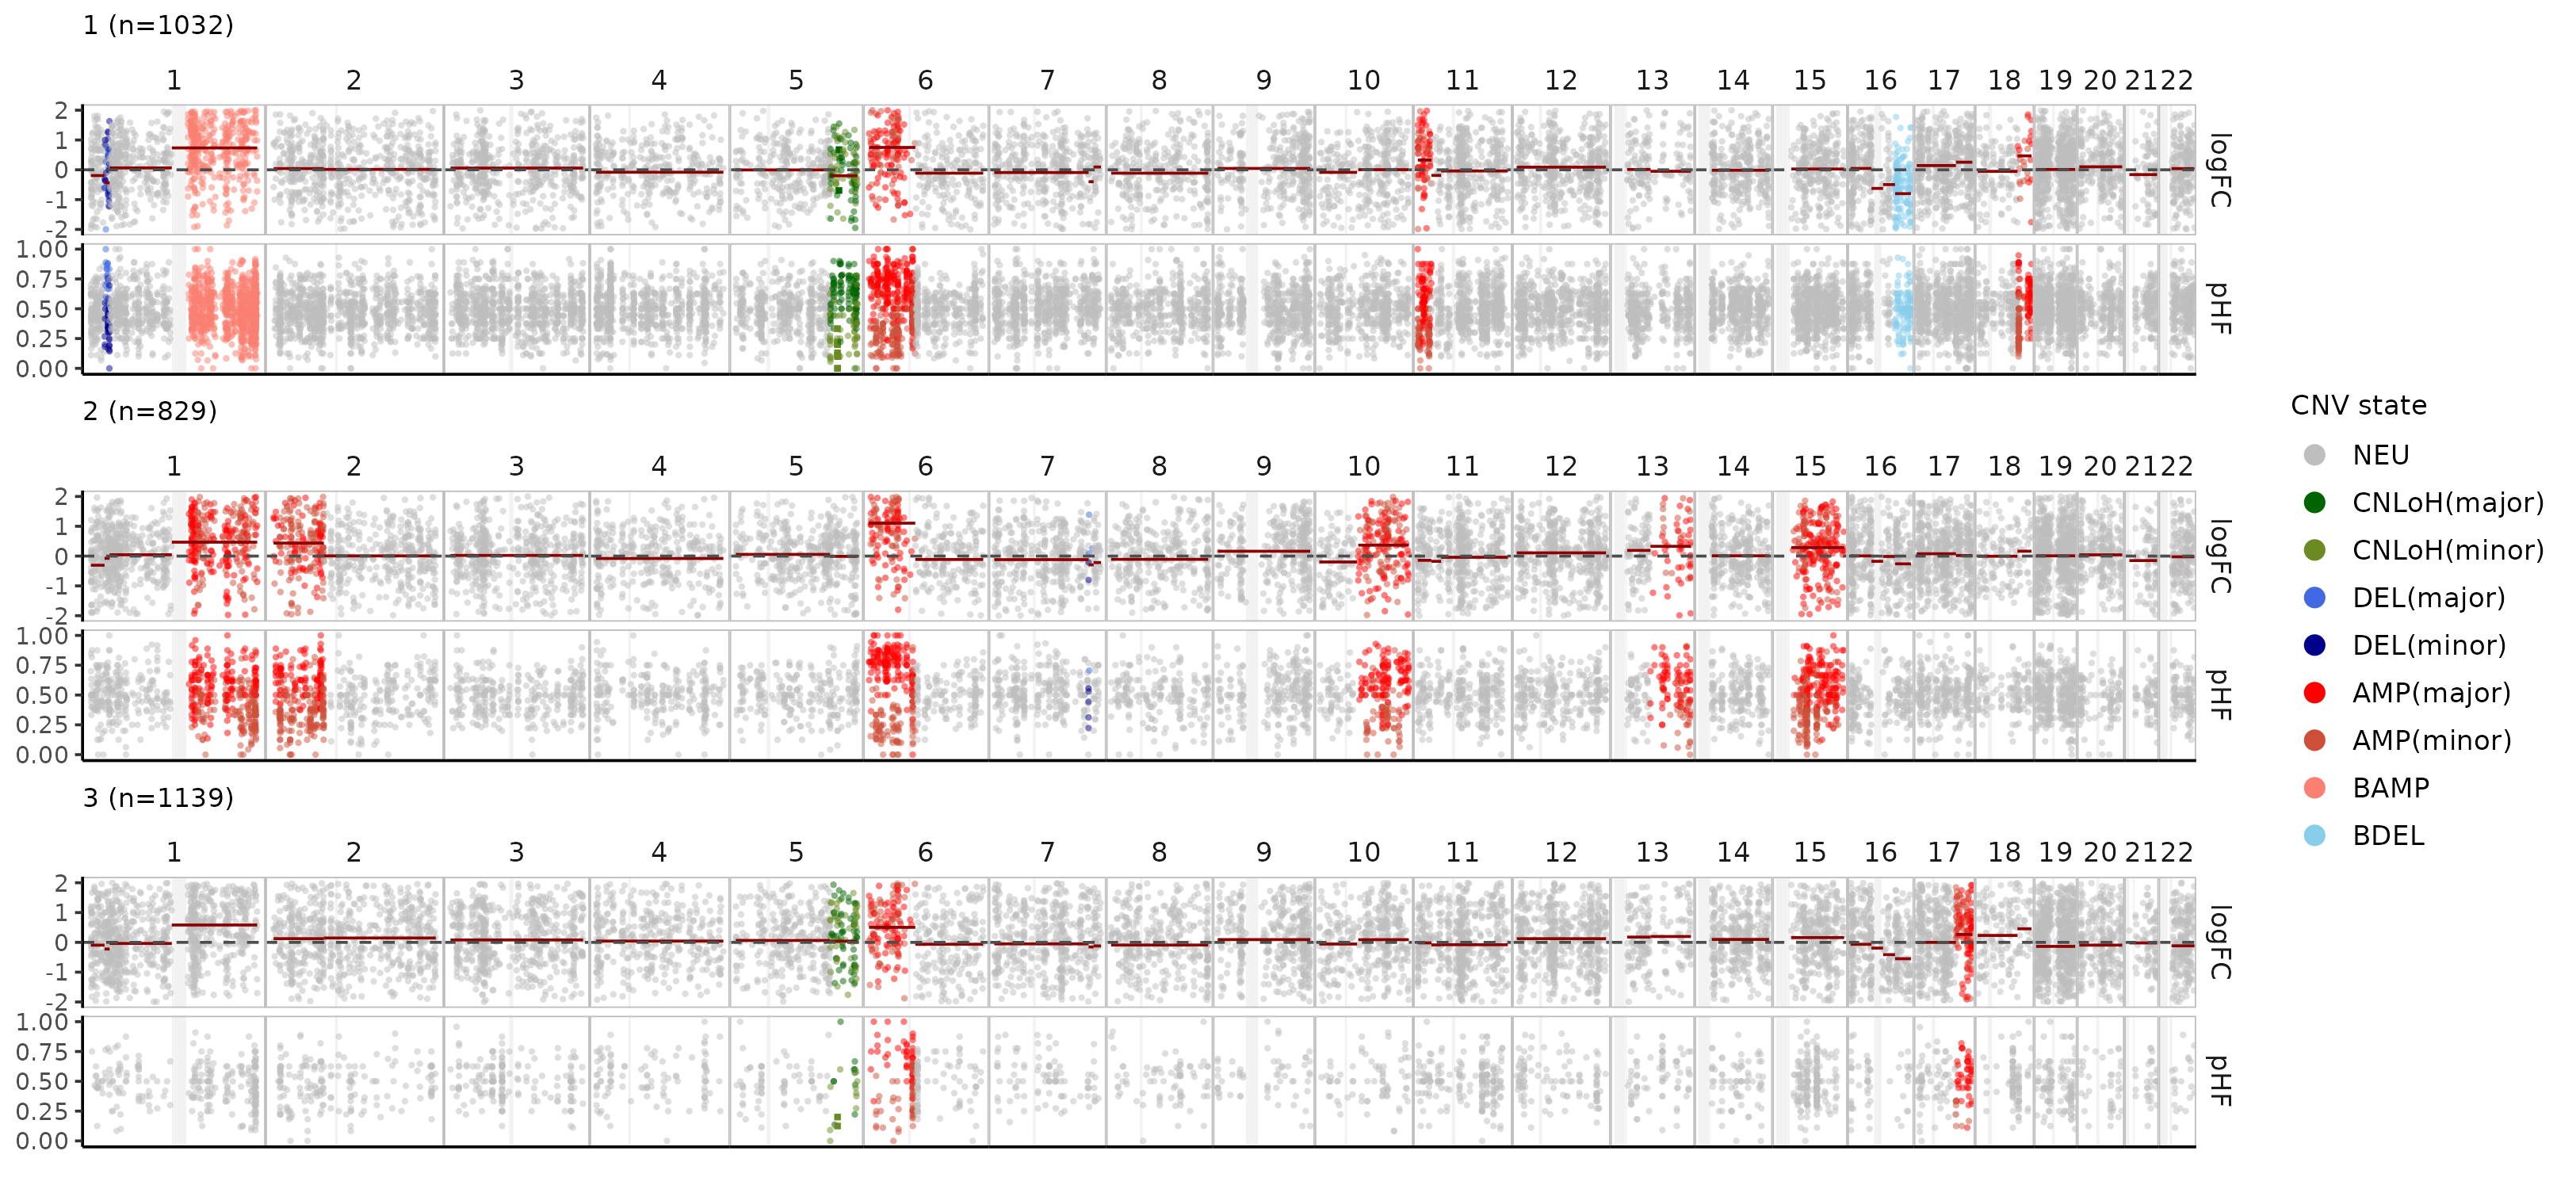 1 (n=1032)
1 2 3 4 5 6 7 8 9 10 11 12 13 14 15 16 17 18 19 20 21 22
2
1
0
-1
-2
logFC
1.00
0.75
0.50
0.25
0.00
pHF
2 (n=829)
1 2 3 4 5 6 7 8 9 10 11 12 13 14 15 16 17 18 19 20 21 22
2
1
0
-1
-2
logFC
1.00
0.75
0.50
0.25
0.00
pHF
3 (n=1139)
1 2 3 4 5 6 7 8 9 10 11 12 13 14 15 16 17 18 19 20 21 22
2
1
0
-1
-2
logFC
1.00
0.75
0.50
0.25
0.00
pHF
CNV state
NEU
CNLoH(major)
CNLoH(minor)
DEL(major)
DEL(minor)
AMP(major)
AMP(minor)
BAMP
BDEL